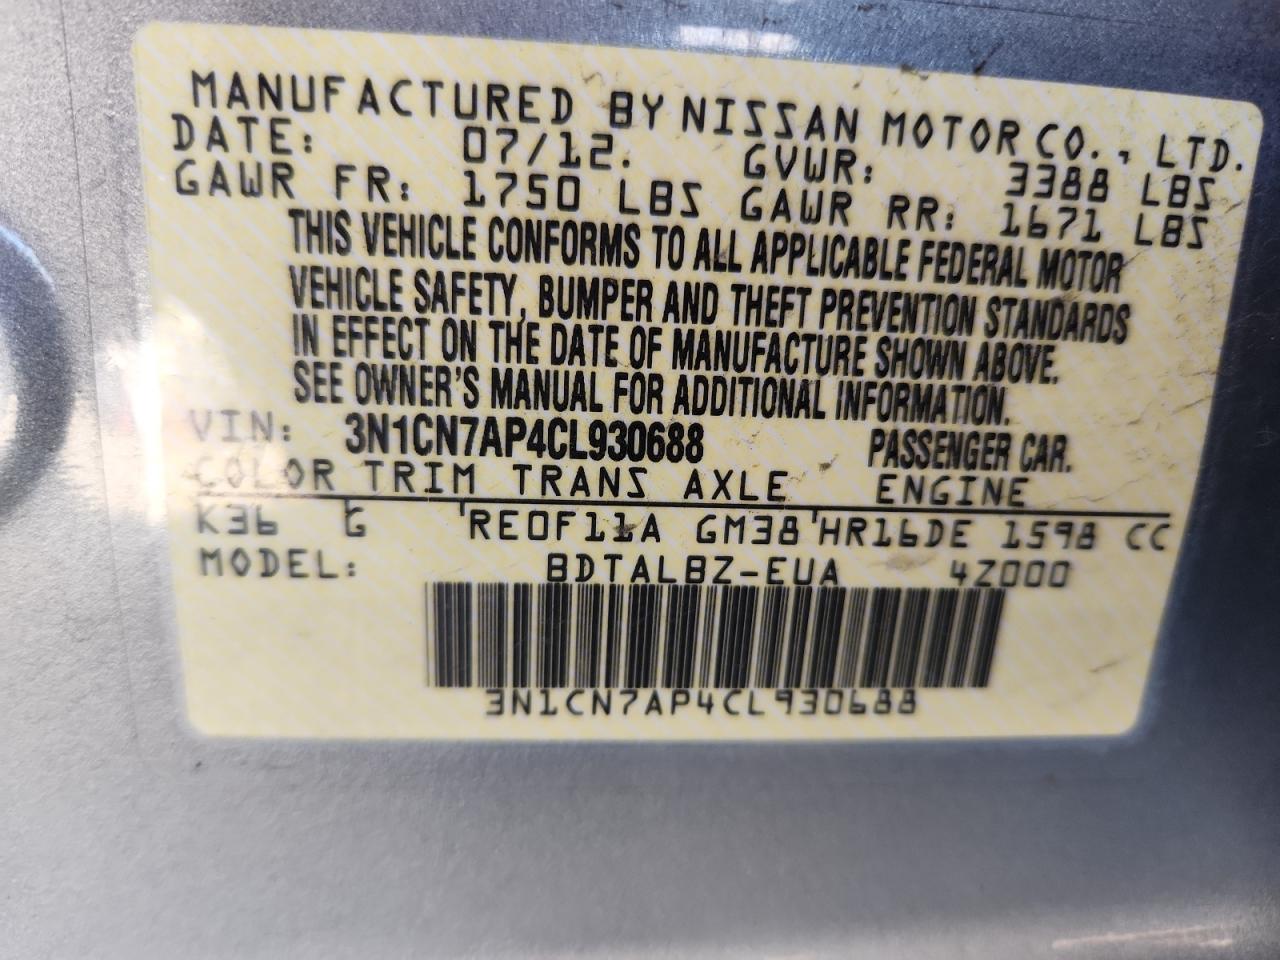 MANUFACTURED BY NISSAN MOTOR CO., LTD.
DATE: 07/12. GVWR: 3388 LBS
GAWR FR: 1750 LBS GAWR RR: 1671 LBS
THIS VEHICLE CONFORMS TO ALL APPLICABLE FEDERAL MOTOR
VEHICLE SAFETY, BUMPER AND THEFT PREVENTION STANDARDS
IN EFFECT ON THE DATE OF MANUFACTURE SHOWN ABOVE.
SEE OWNER'S MANUAL FOR ADDITIONAL INFORMATION.
VIN: 3N1CN7AP4CL930688 PASSENGER CAR.
COLOR TRIM TRANS AXLE ENGINE
K36 G RE0F11A GM38 HR16DE 1598 CC
MODEL: BDTALBZ-EUA 4Z000
3N1CN7AP4CL930688